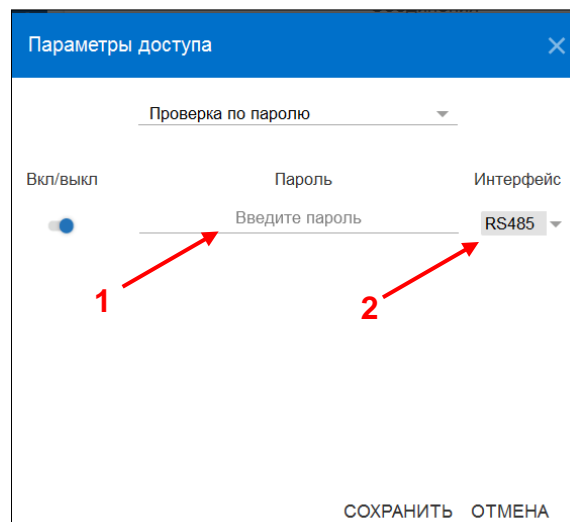 Параметры доступа
Проверка по паролю
Вкл/выкл Пароль Интерфейс
Введите пароль RS485
1 2
СОХРАНИТЬ ОТМЕНА